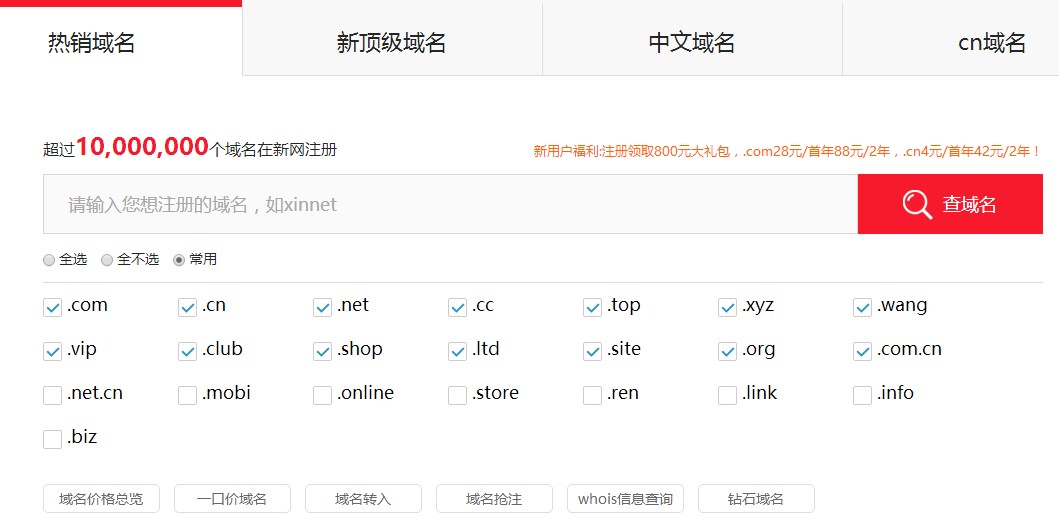 热销域名 新顶级域名 中文域名 cn域名
超过10,000,000个域名在新网注册 新用户福利:注册领取800元大礼包，.com28元/首年88元/2年，.cn4元/首年42元/2年！
请输入您想注册的域名，如xinnet 查域名
全选 全不选 常用
.com .cn .net .cc .top .xyz .wang
.vip .club .shop .ltd .site .org .com.cn
.net.cn .mobi .online .store .ren .link .info
.biz
域名价格总览 一口价域名 域名转入 域名抢注 whois信息查询 钻石域名